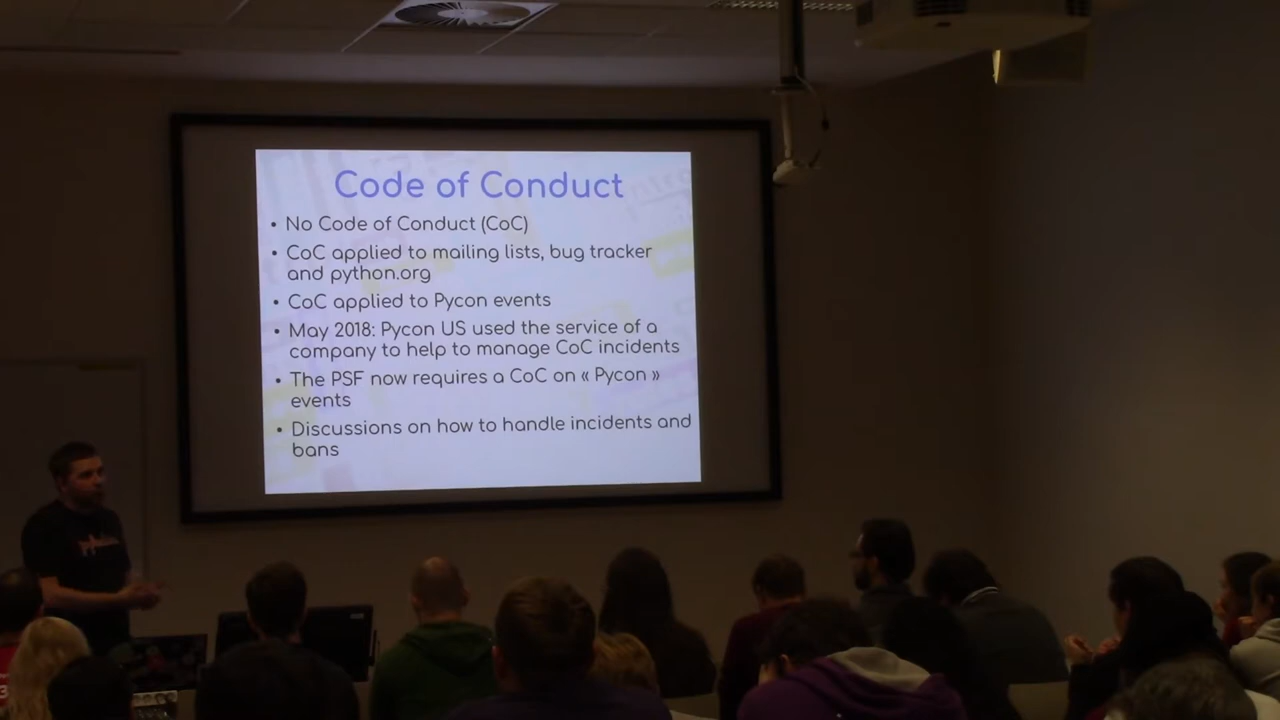 Code of Conduct
• No Code of Conduct (CoC)
• CoC applied to mailing lists, bug tracker
and python.org
• CoC applied to Pycon events
• May 2018: Pycon US used the service of a
company to help to manage CoC incidents
• The PSF now requires a CoC on « Pycon »
events
• Discussions on how to handle incidents and
bans